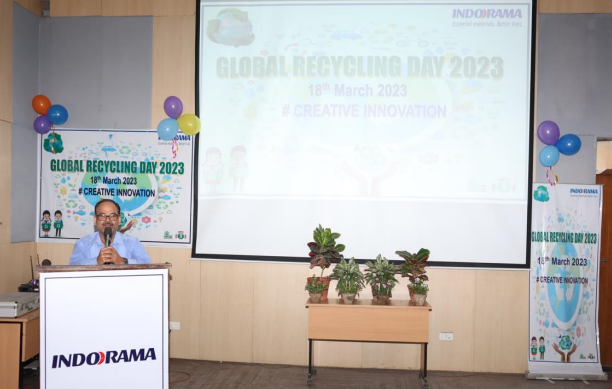 INDORAMA
GLOBAL RECYCLING DAY 2023
18th March 2023
# CREATIVE INNOVATION
INDORAMA
GLOBAL RECYCLING DAY 2023
18th March 2023
# CREATIVE INNOVATION
INDORAMA
GLOBAL RECYCLING DAY 2023
18th March 2023
# CREATIVE INNOVATION
INDORAMA